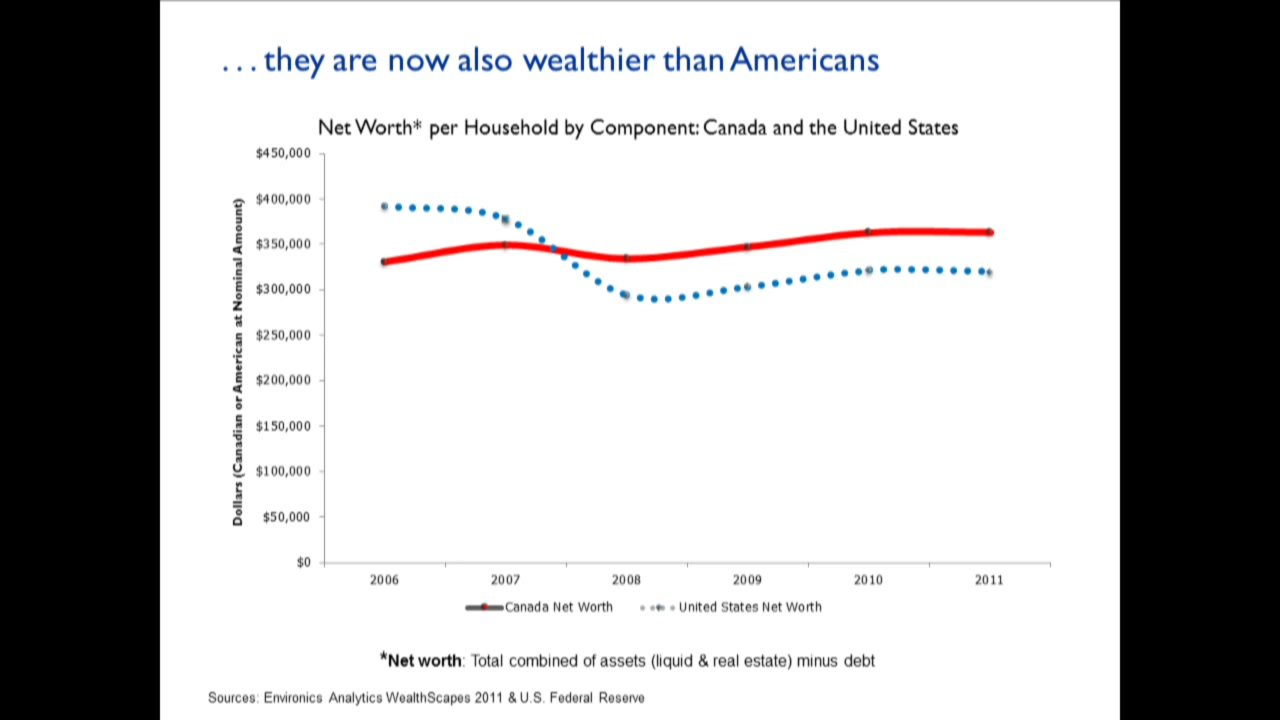 . . . they are now also wealthier than Americans
Net Worth* per Household by Component: Canada and the United States
Dollars (Canadian or American at Nominal Amount)
$450,000
$400,000
$350,000
$300,000
$250,000
$200,000
$150,000
$100,000
$50,000
$0
2006 2007 2008 2009 2010 2011
Canada Net Worth United States Net Worth
*Net worth: Total combined of assets (liquid & real estate) minus debt
Sources: Environics Analytics WealthScapes 2011 & U.S. Federal Reserve